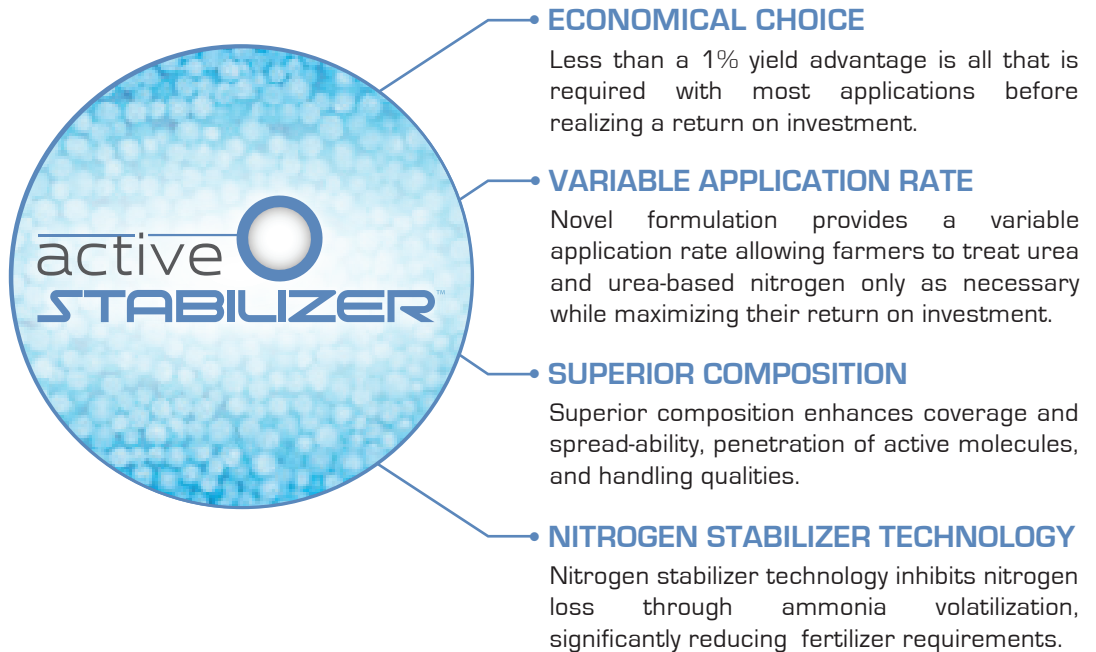 active
STABILIZER™
ECONOMICAL CHOICE
Less than a 1% yield advantage is all that is
required with most applications before
realizing a return on investment.
VARIABLE APPLICATION RATE
Novel formulation provides a variable
application rate allowing farmers to treat urea
and urea-based nitrogen only as necessary
while maximizing their return on investment.
SUPERIOR COMPOSITION
Superior composition enhances coverage and
spread-ability, penetration of active molecules,
and handling qualities.
NITROGEN STABILIZER TECHNOLOGY
Nitrogen stabilizer technology inhibits nitrogen
loss through ammonia volatilization,
significantly reducing fertilizer requirements.